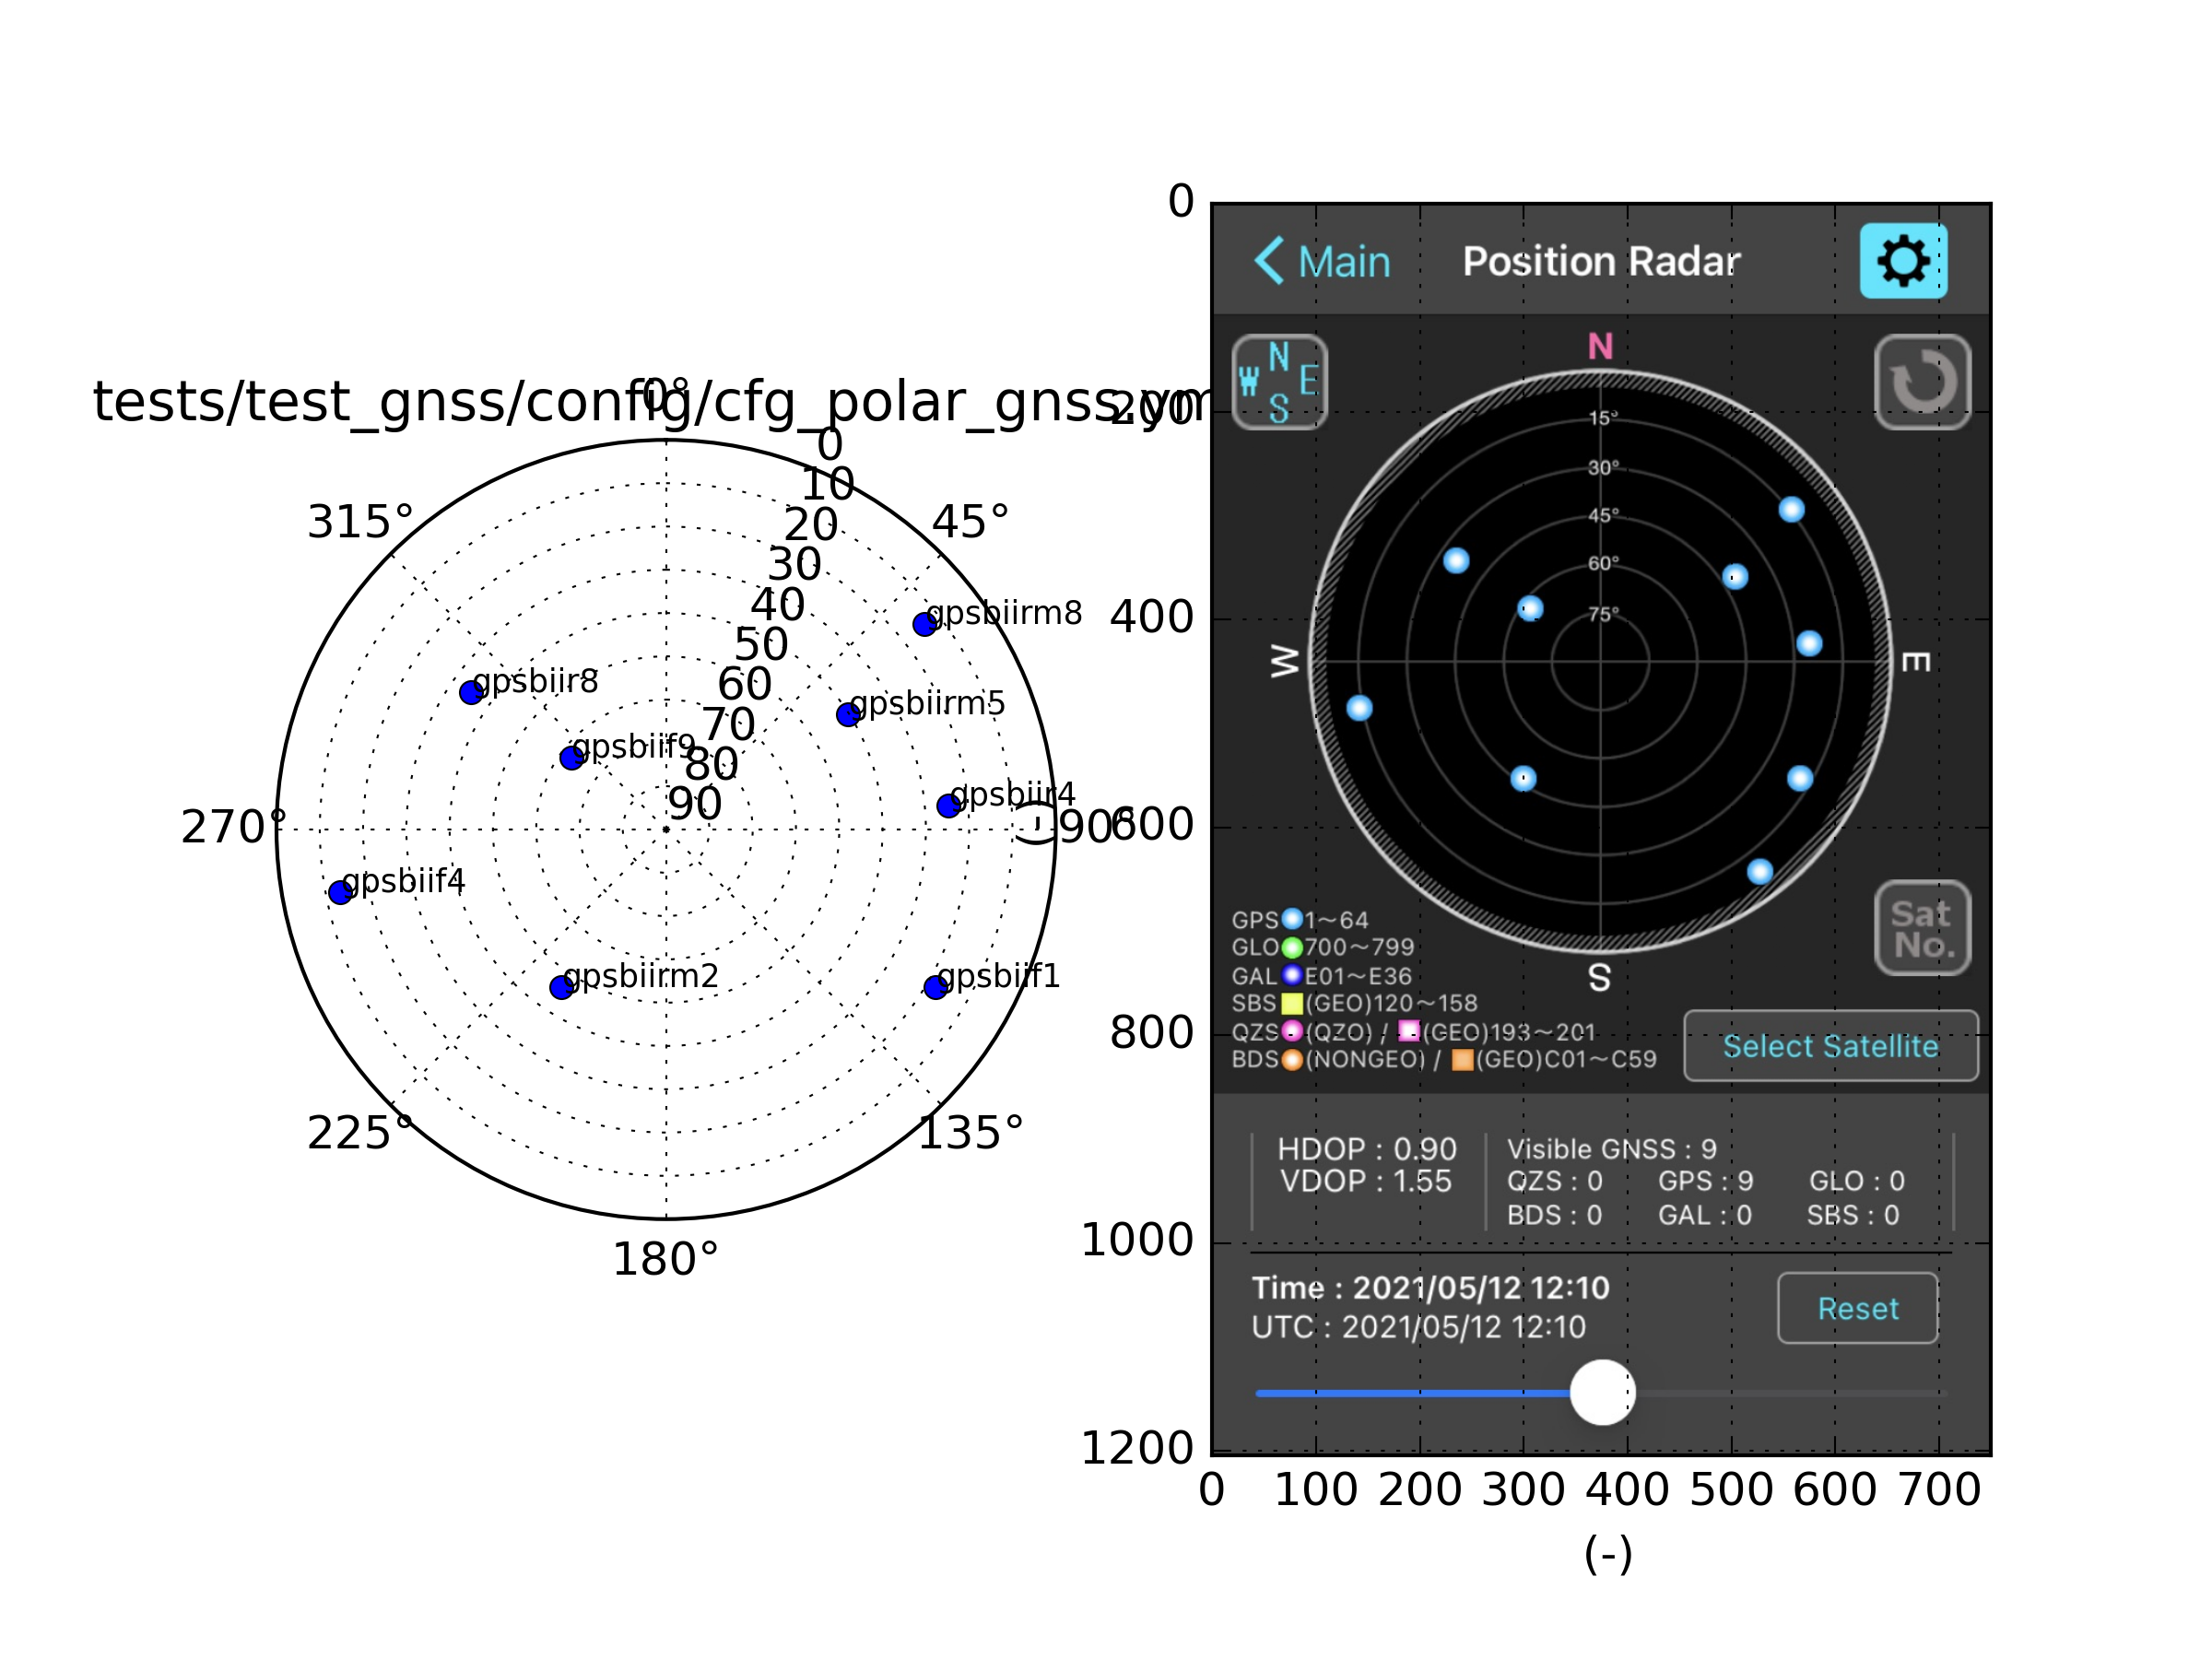 tests/test_gnss/config/cfg_polar_gnss.ym
0°
45°
90°
135°
180°
225°
270°
315°
0
10
20
30
40
50
60
70
80
90
gpsbiirm8
gpsbiir8
gpsbiirm5
gpsbiif9
gpsbiir4
gpsbiif4
gpsbiirm2
gpsbiif1
0
200
400
600
800
1000
1200
0 100 200 300 400 500 600 700
(-)
Main Position Radar
N
W E
S
N
15°
30°
45°
60°
75°
W E
S
GPS 1～64
GLO 700～799
GAL E01～E36
SBS (GEO)120～158
QZS (QZO) / (GEO)193～201
BDS (NONGEO) / (GEO)C01～C59
Sat
No.
Select Satellite
HDOP : 0.90
VDOP : 1.55
Visible GNSS : 9
QZS : 0 GPS : 9 GLO : 0
BDS : 0 GAL : 0 SBS : 0
Time : 2021/05/12 12:10
UTC : 2021/05/12 12:10
Reset